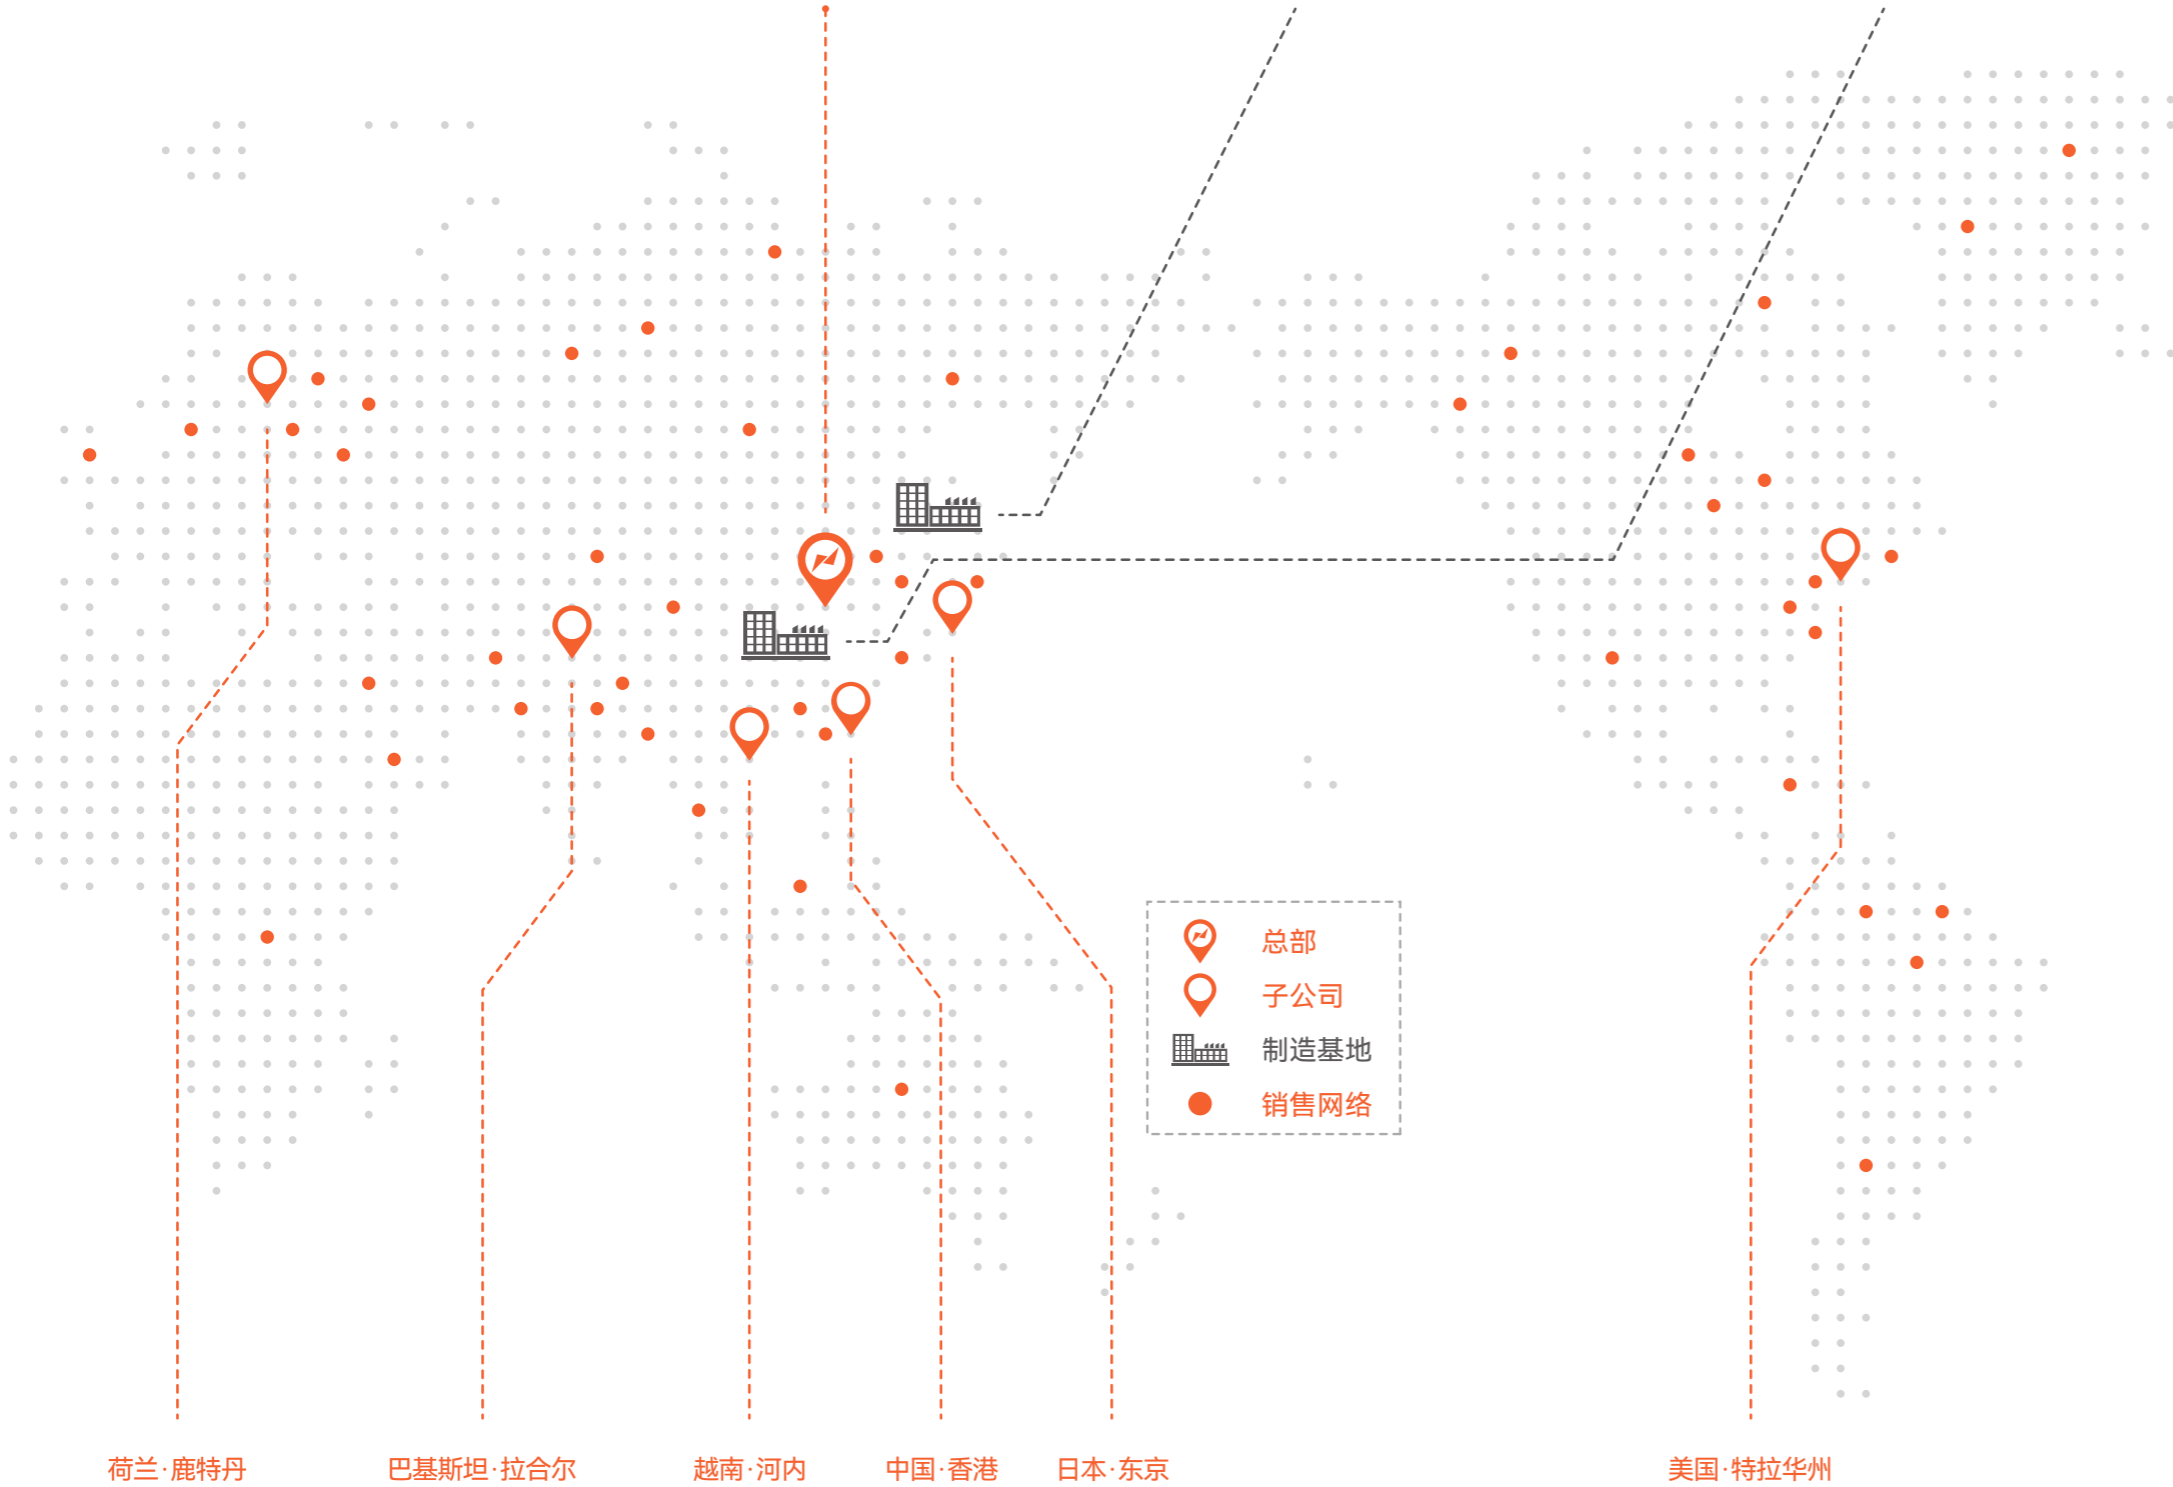 总部
子公司
制造基地
销售网络
荷兰·鹿特丹
巴基斯坦·拉合尔
越南·河内
中国·香港
日本·东京
美国·特拉华州